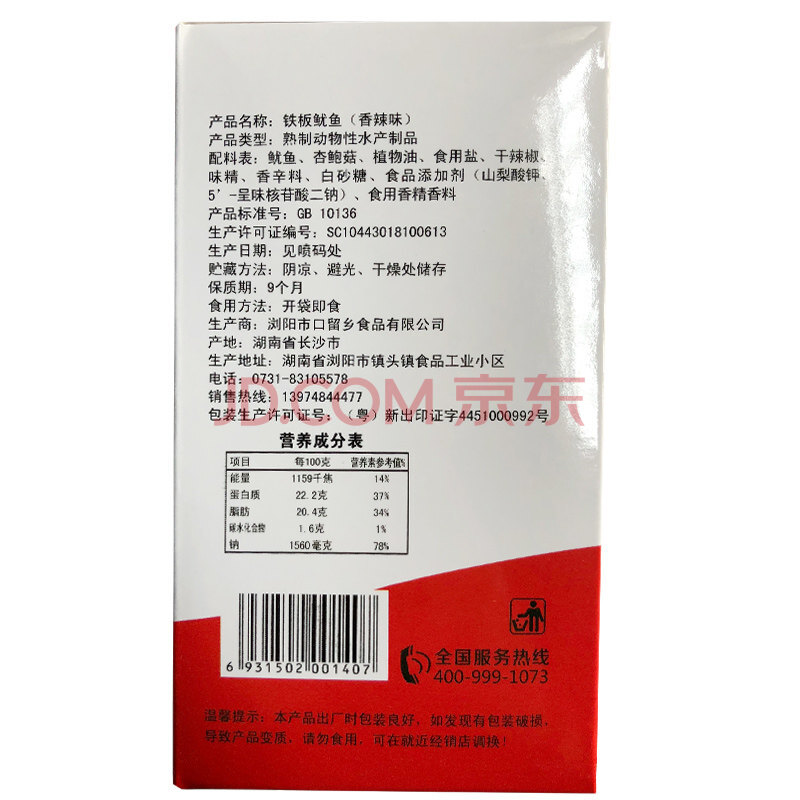 产品名称：铁板鱿鱼（香辣味）
产品类型：熟制动物性水产制品
配料表：鱿鱼、杏鲍菇、植物油、食用盐、干辣椒、
味精、香辛料、白砂糖、食品添加剂（山梨酸钾、
5’-呈味核苷酸二钠）、食用香精香料
产品标准号：GB 10136
生产许可证编号：SC10443018100613
生产日期：见喷码处
贮藏方法：阴凉、避光、干燥处储存
保质期：9个月
食用方法：开袋即食
生产商：浏阳市口留乡食品有限公司
产地：湖南省长沙市
生产地址：湖南省浏阳市镇头镇食品工业小区
电话：0731-83105578
JD.COM 京东
销售热线：13974844477
包装生产许可证号：（粤）新出印证字4451000992号
营养成分表
项目 每100克 营养素参考值%
能量 1159千焦 14%
蛋白质 22.2克 37%
脂肪 20.4克 34%
碳水化合物 1.6克 1%
钠 1560毫克 78%
6 931502 001407
全国服务热线
400-999-1073
温馨提示：本产品出厂时包装良好，如发现有包装破损，
导致产品变质，请勿食用，可在就近经销店调换！